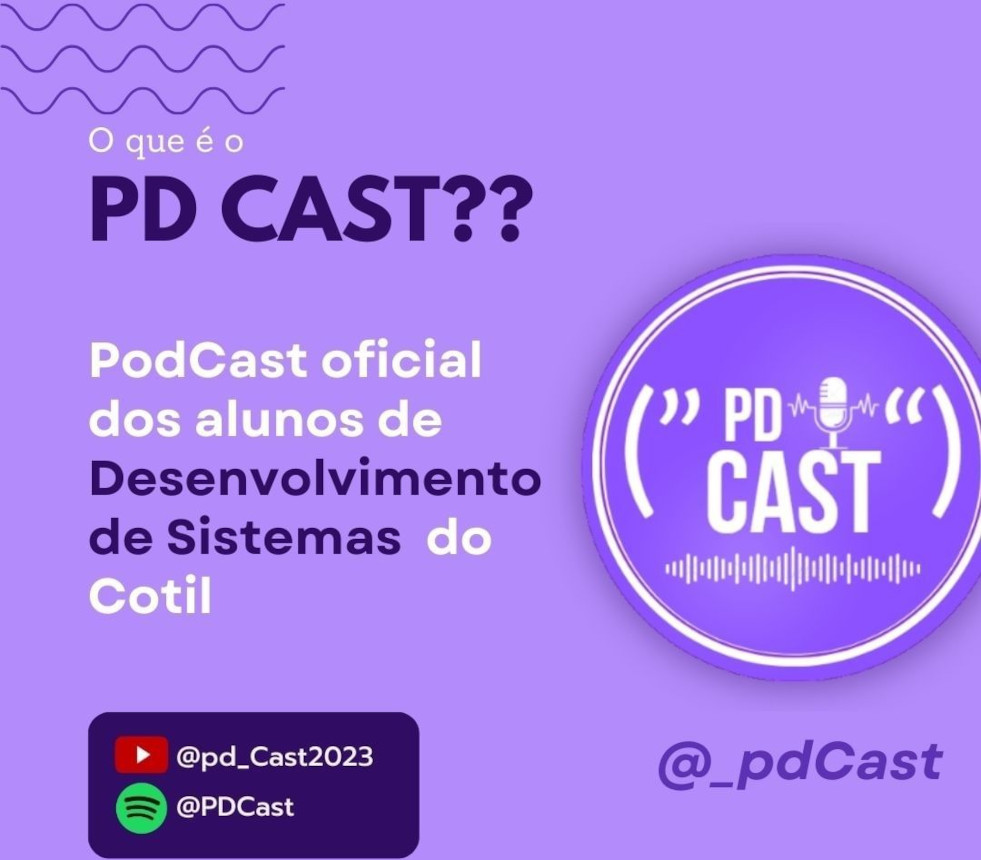 O que é o
PD CAST??
PodCast oficial
dos alunos de
Desenvolvimento
de Sistemas do
Cotil
(” PD “)
CAST
@pd_Cast2023
@PDCast
@_pdCast